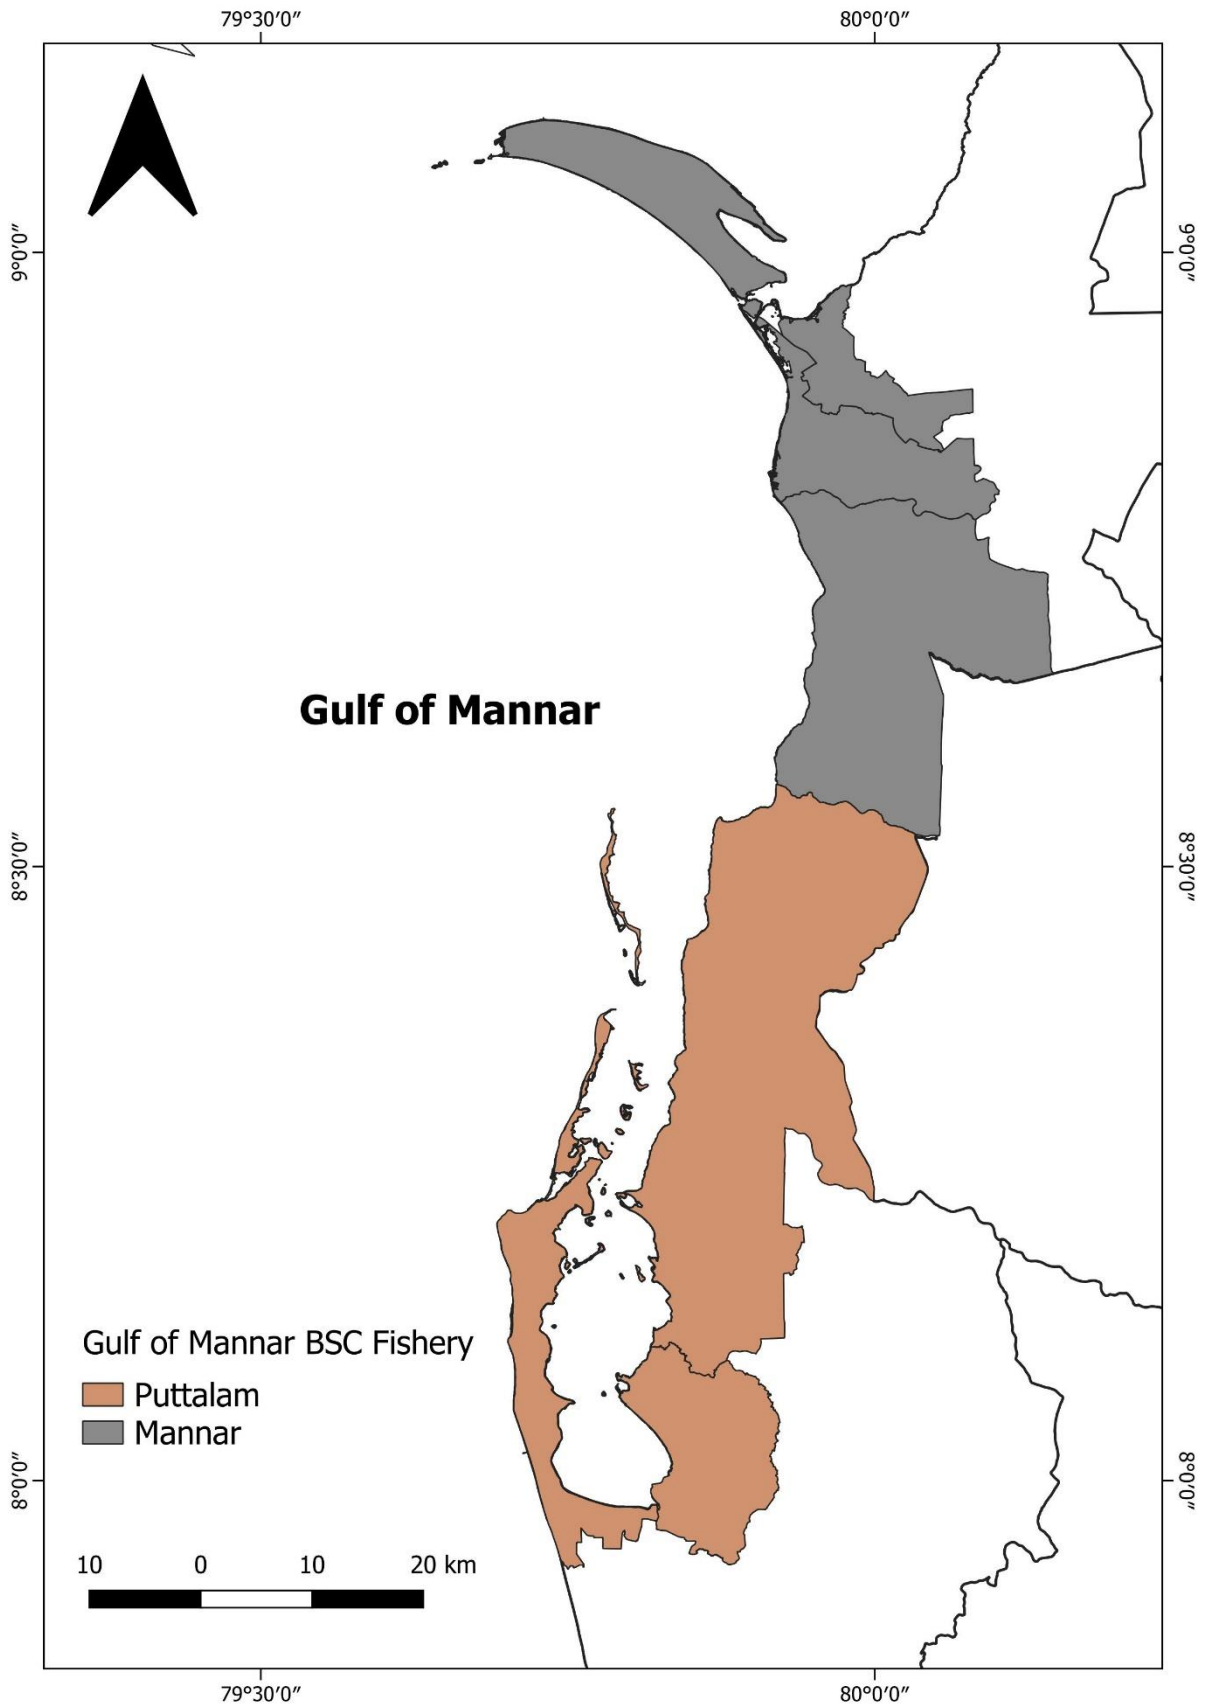 79°30′0″ 80°0′0″
9°0′0″ 9°0′0″
Gulf of Mannar
8°30′0″ 8°30′0″
Gulf of Mannar BSC Fishery
Puttalam
Mannar
8°0′0″ 8°0′0″
10 0 10 20 km
79°30′0″ 80°0′0″